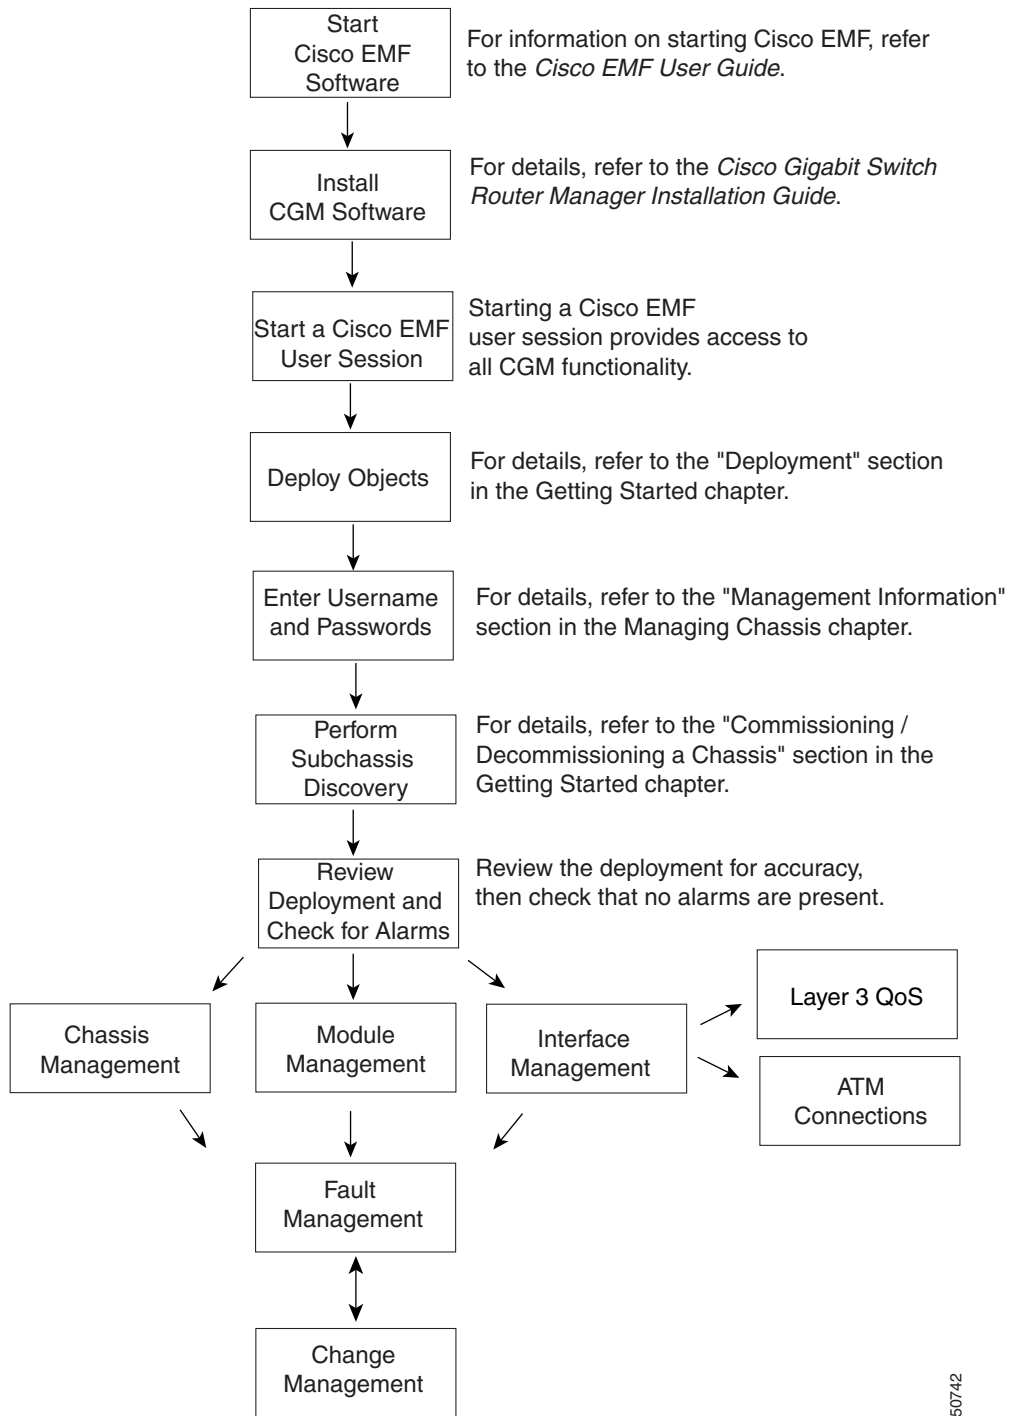 Start
Cisco EMF
Software
For information on starting Cisco EMF, refer
to the Cisco EMF User Guide.
Install
CGM Software
For details, refer to the Cisco Gigabit Switch
Router Manager Installation Guide.
Start a Cisco EMF
User Session
Starting a Cisco EMF
user session provides access to
all CGM functionality.
Deploy Objects
For details, refer to the "Deployment" section
in the Getting Started chapter.
Enter Username
and Passwords
For details, refer to the "Management Information"
section in the Managing Chassis chapter.
Perform
Subchassis
Discovery
For details, refer to the "Commissioning /
Decommissioning a Chassis" section in the
Getting Started chapter.
Review
Deployment and
Check for Alarms
Review the deployment for accuracy,
then check that no alarms are present.
Chassis
Management
Module
Management
Interface
Management
Layer 3 QoS
ATM
Connections
Fault
Management
Change
Management
50742